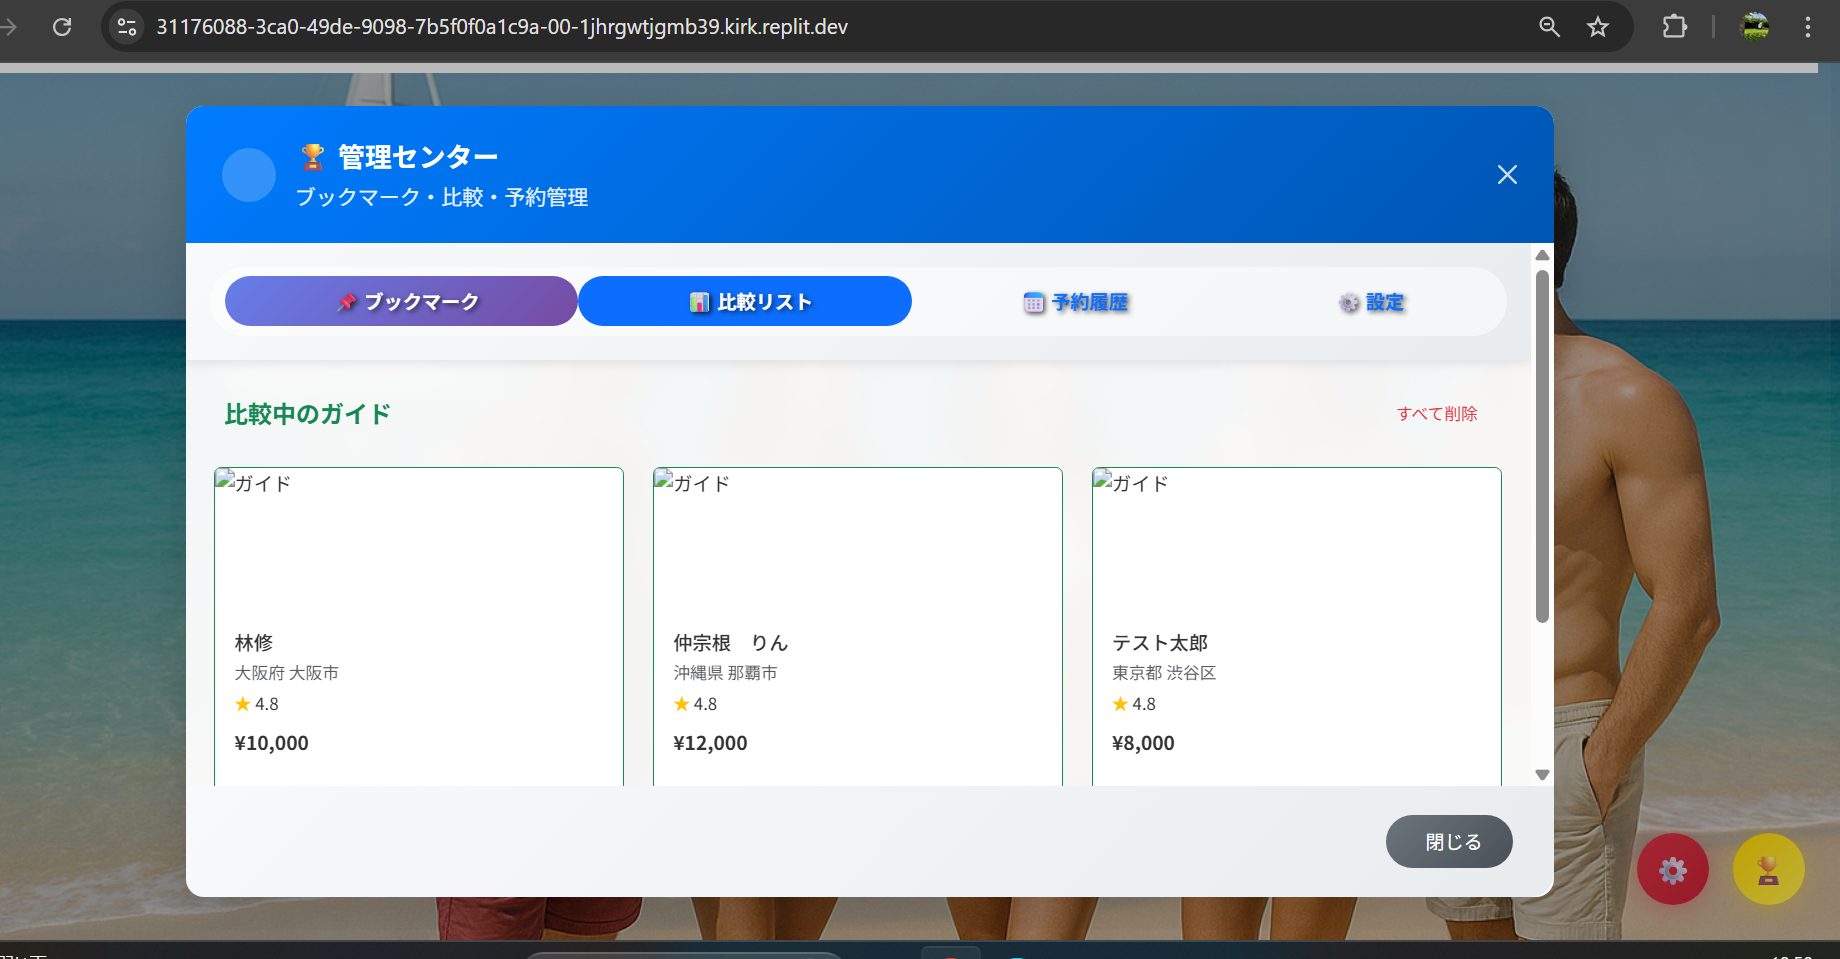 31176088-3ca0-49de-9098-7b5f0f0a1c9a-00-1jhrgwtjgmb39.kirk.replit.dev
🏆 管理センター
ブックマーク・比較・予約管理
📌 ブックマーク
📊 比較リスト
📅 予約履歴
⚙️ 設定
比較中のガイド
すべて削除
ガイド
ガイド
ガイド
林修
大阪府 大阪市
★ 4.8
¥10,000
仲宗根　りん
沖縄県 那覇市
★ 4.8
¥12,000
テスト太郎
東京都 渋谷区
★ 4.8
¥8,000
閉じる